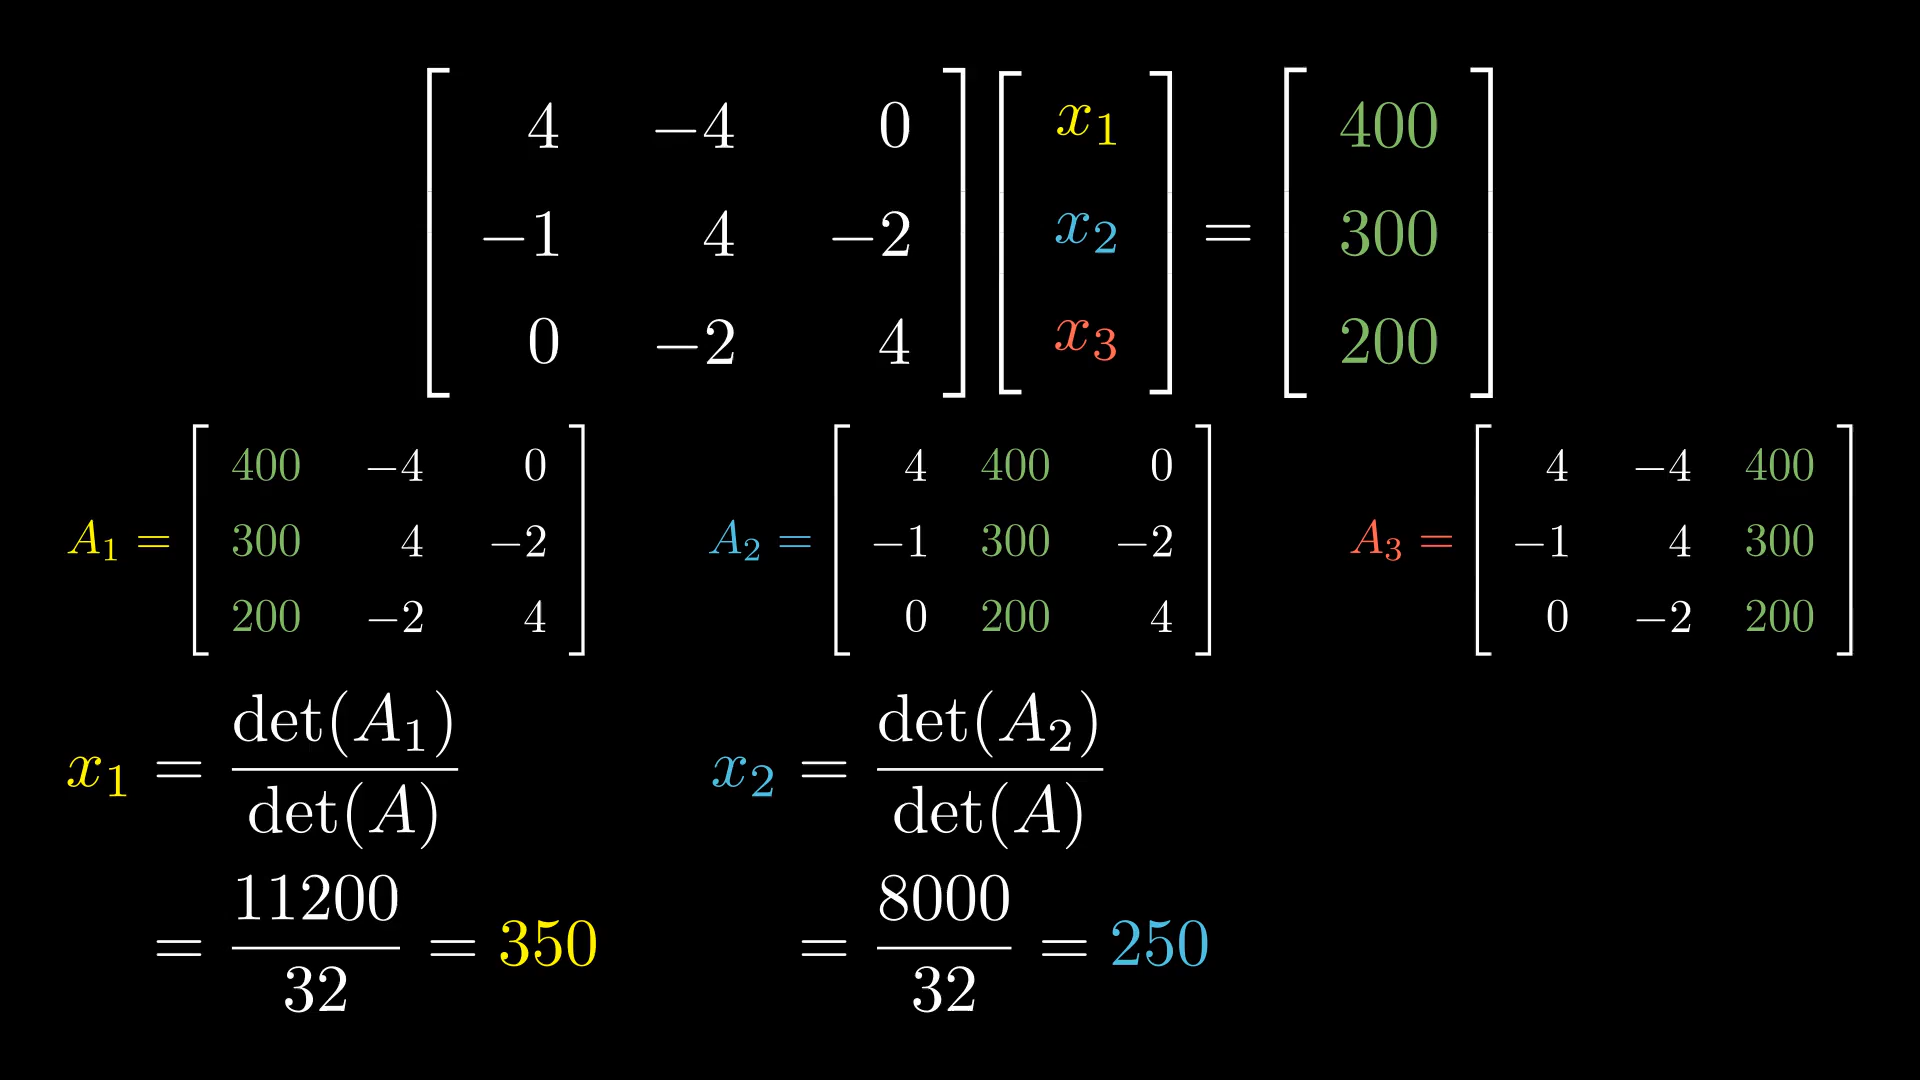 4 −4 0 x₁ 400
−1 4 −2 x₂ = 300
0 −2 4 x₃ 200
400 −4 0 4 400 0 4 −4 400
A₁ = 300 4 −2 A₂ = −1 300 −2 A₃ = −1 4 300
200 −2 4 0 200 4 0 −2 200
x₁ = det(A₁) / det(A) x₂ = det(A₂) / det(A)
= 11200 / 32 = 350 = 8000 / 32 = 250